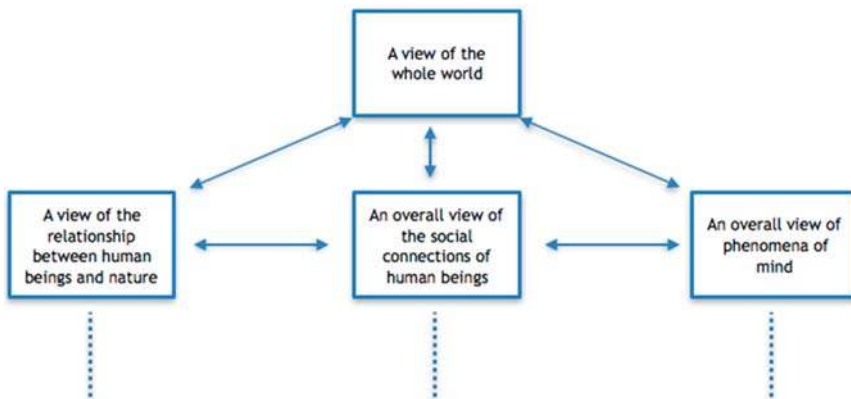 A view of the
whole world
A view of the
relationship
between human
beings and nature
An overall view of
the social
connections of
human beings
An overall view of
phenomena of
mind